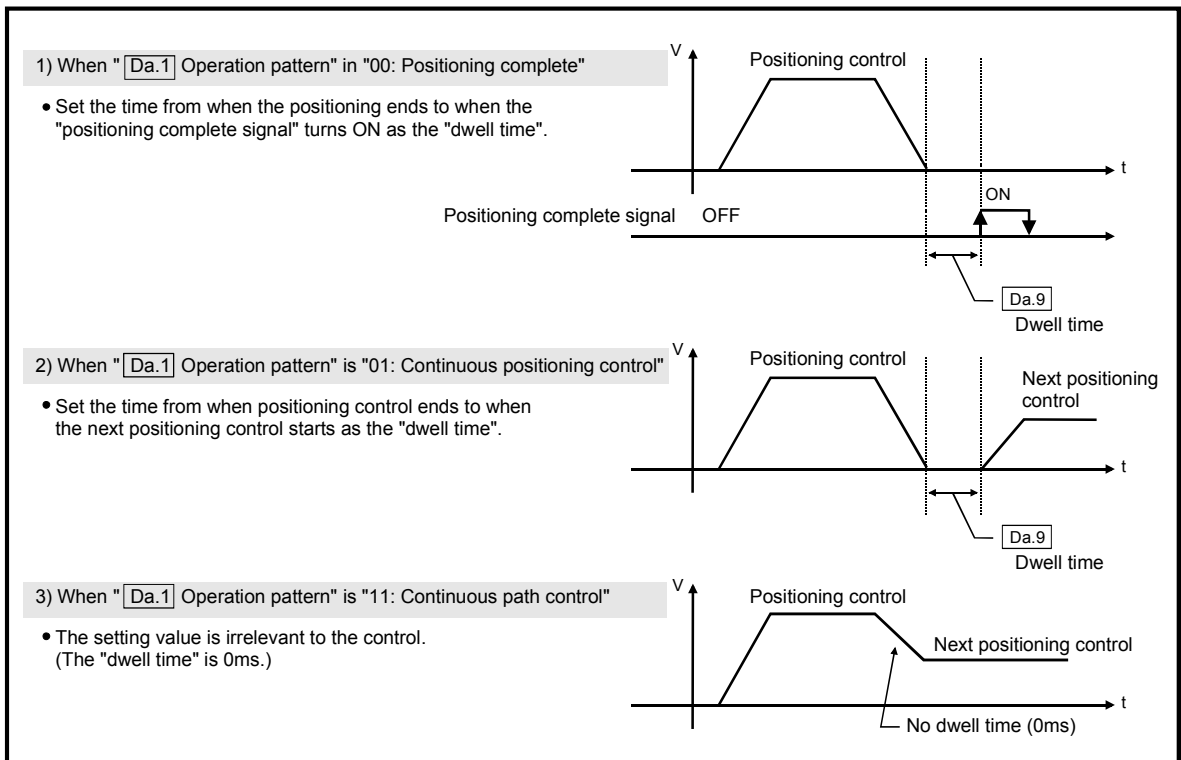 1) When " Da.1 Operation pattern" in "00: Positioning complete"
• Set the time from when the positioning ends to when the
"positioning complete signal" turns ON as the "dwell time".
V
Positioning control
t
ON
Positioning complete signal OFF
Da.9
Dwell time
2) When " Da.1 Operation pattern" is "01: Continuous positioning control"
• Set the time from when positioning control ends to when
the next positioning control starts as the "dwell time".
V
Positioning control
Next positioning
control
t
Da.9
Dwell time
3) When " Da.1 Operation pattern" is "11: Continuous path control"
• The setting value is irrelevant to the control.
(The "dwell time" is 0ms.)
V
Positioning control
Next positioning control
t
No dwell time (0ms)